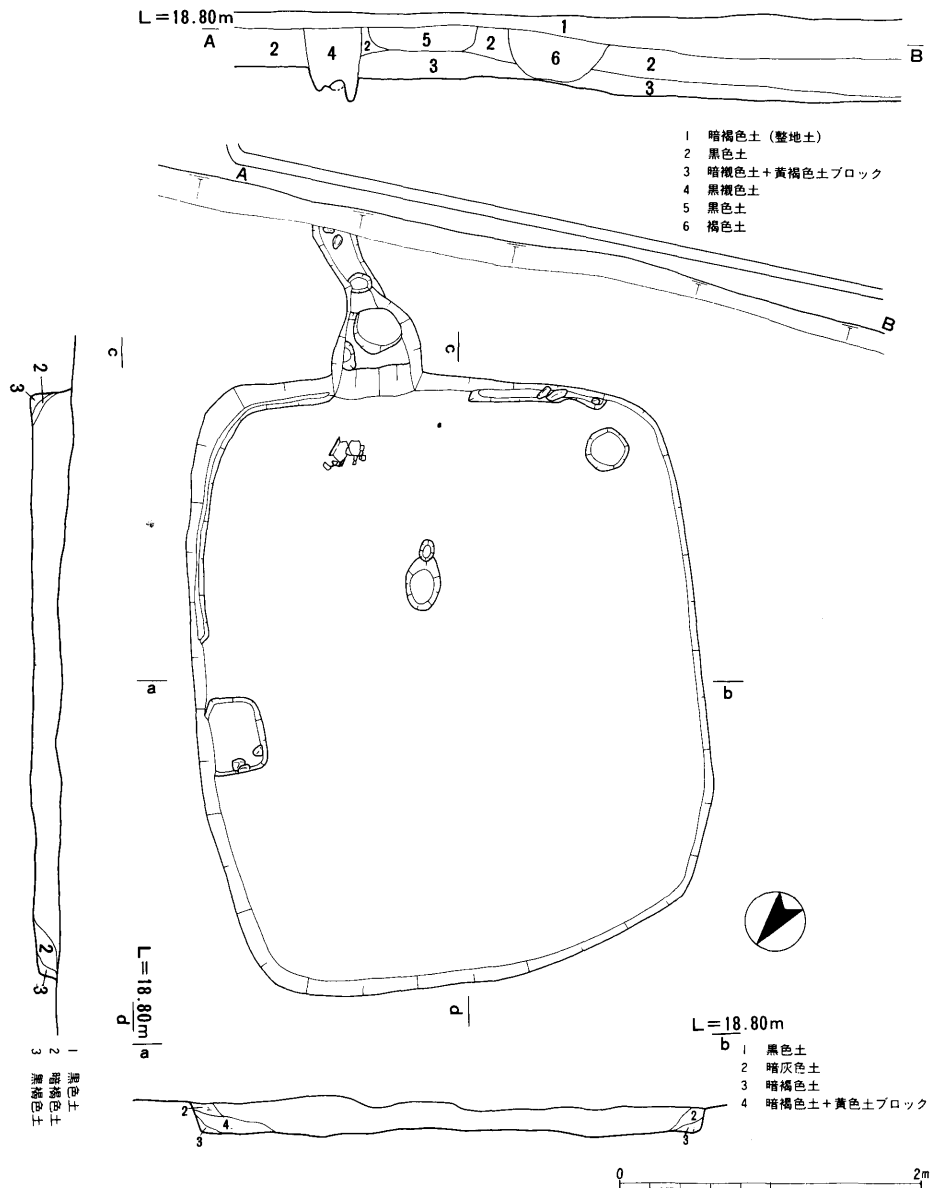 L=18.80m
A
B
1
2
4
2
5
2
6
2
3
3
1 暗褐色土(整地土)
2 黒色土
3 暗襯色土+黄褐色土ブロック
4 黒襯色土
5 黒色土
6 褐色土
A
B
c
c
2
3
a
b
2
3
L=18.80m
d
d
a
1 黒色土
2 暗褐色土
3 黒褐色土
L=18.80m
b
1 黒色土
2 暗灰色土
3 暗褐色土
4 暗褐色土+黄色土ブロック
2
4
3
2
3
0 2m